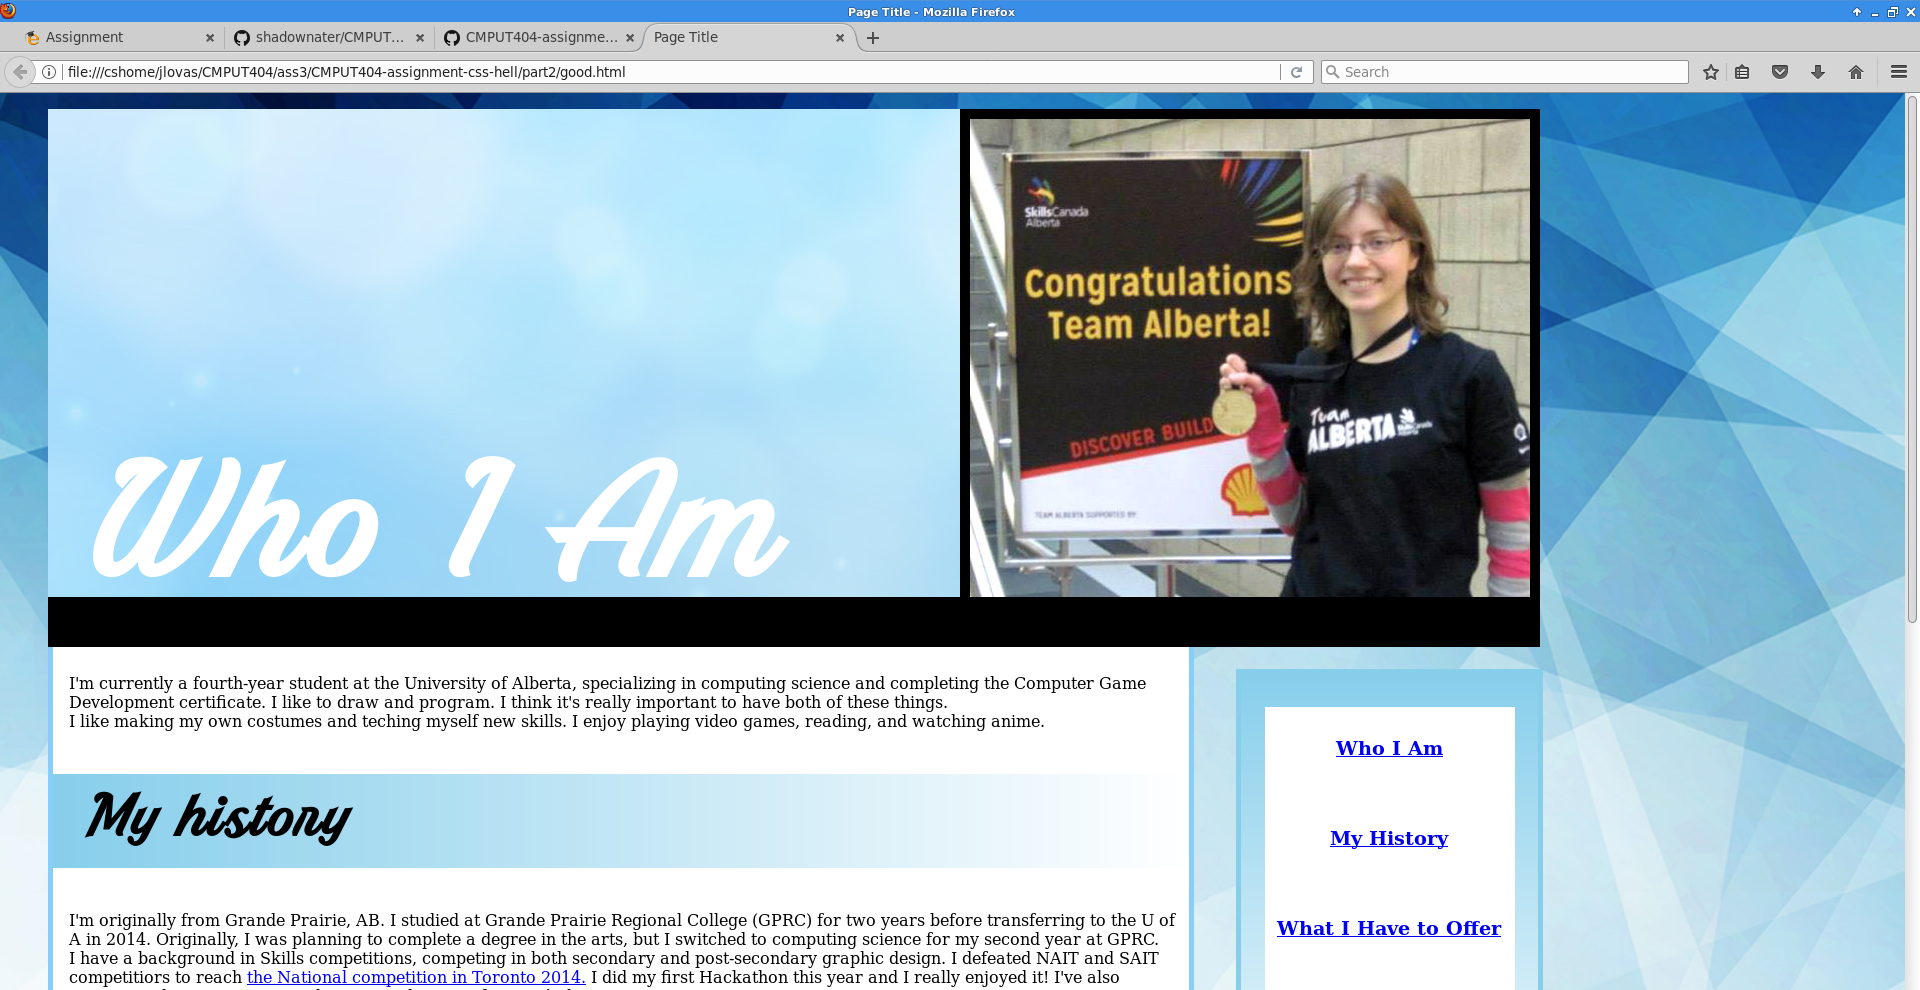 Page Title - Mozilla Firefox
Assignment
shadownater/CMPUT...
CMPUT404-assignme...
Page Title
file:///cshome/jlovas/CMPUT404/ass3/CMPUT404-assignment-css-hell/part2/good.html
Search
SkillsCanada
Alberta
Congratulations
Team Alberta!
DISCOVER BUILD
TEAM ALBERTA SUPPORTED BY:
Team
ALBERTA
Who I Am
I'm currently a fourth-year student at the University of Alberta, specializing in computing science and completing the Computer Game
Development certificate. I like to draw and program. I think it's really important to have both of these things.
I like making my own costumes and teching myself new skills. I enjoy playing video games, reading, and watching anime.
My history
I'm originally from Grande Prairie, AB. I studied at Grande Prairie Regional College (GPRC) for two years before transferring to the U of
A in 2014. Originally, I was planning to complete a degree in the arts, but I switched to computing science for my second year at GPRC.
I have a background in Skills competitions, competing in both secondary and post-secondary graphic design. I defeated NAIT and SAIT
competitiors to reach the National competition in Toronto 2014. I did my first Hackathon this year and I really enjoyed it! I've also
Who I Am
My History
What I Have to Offer